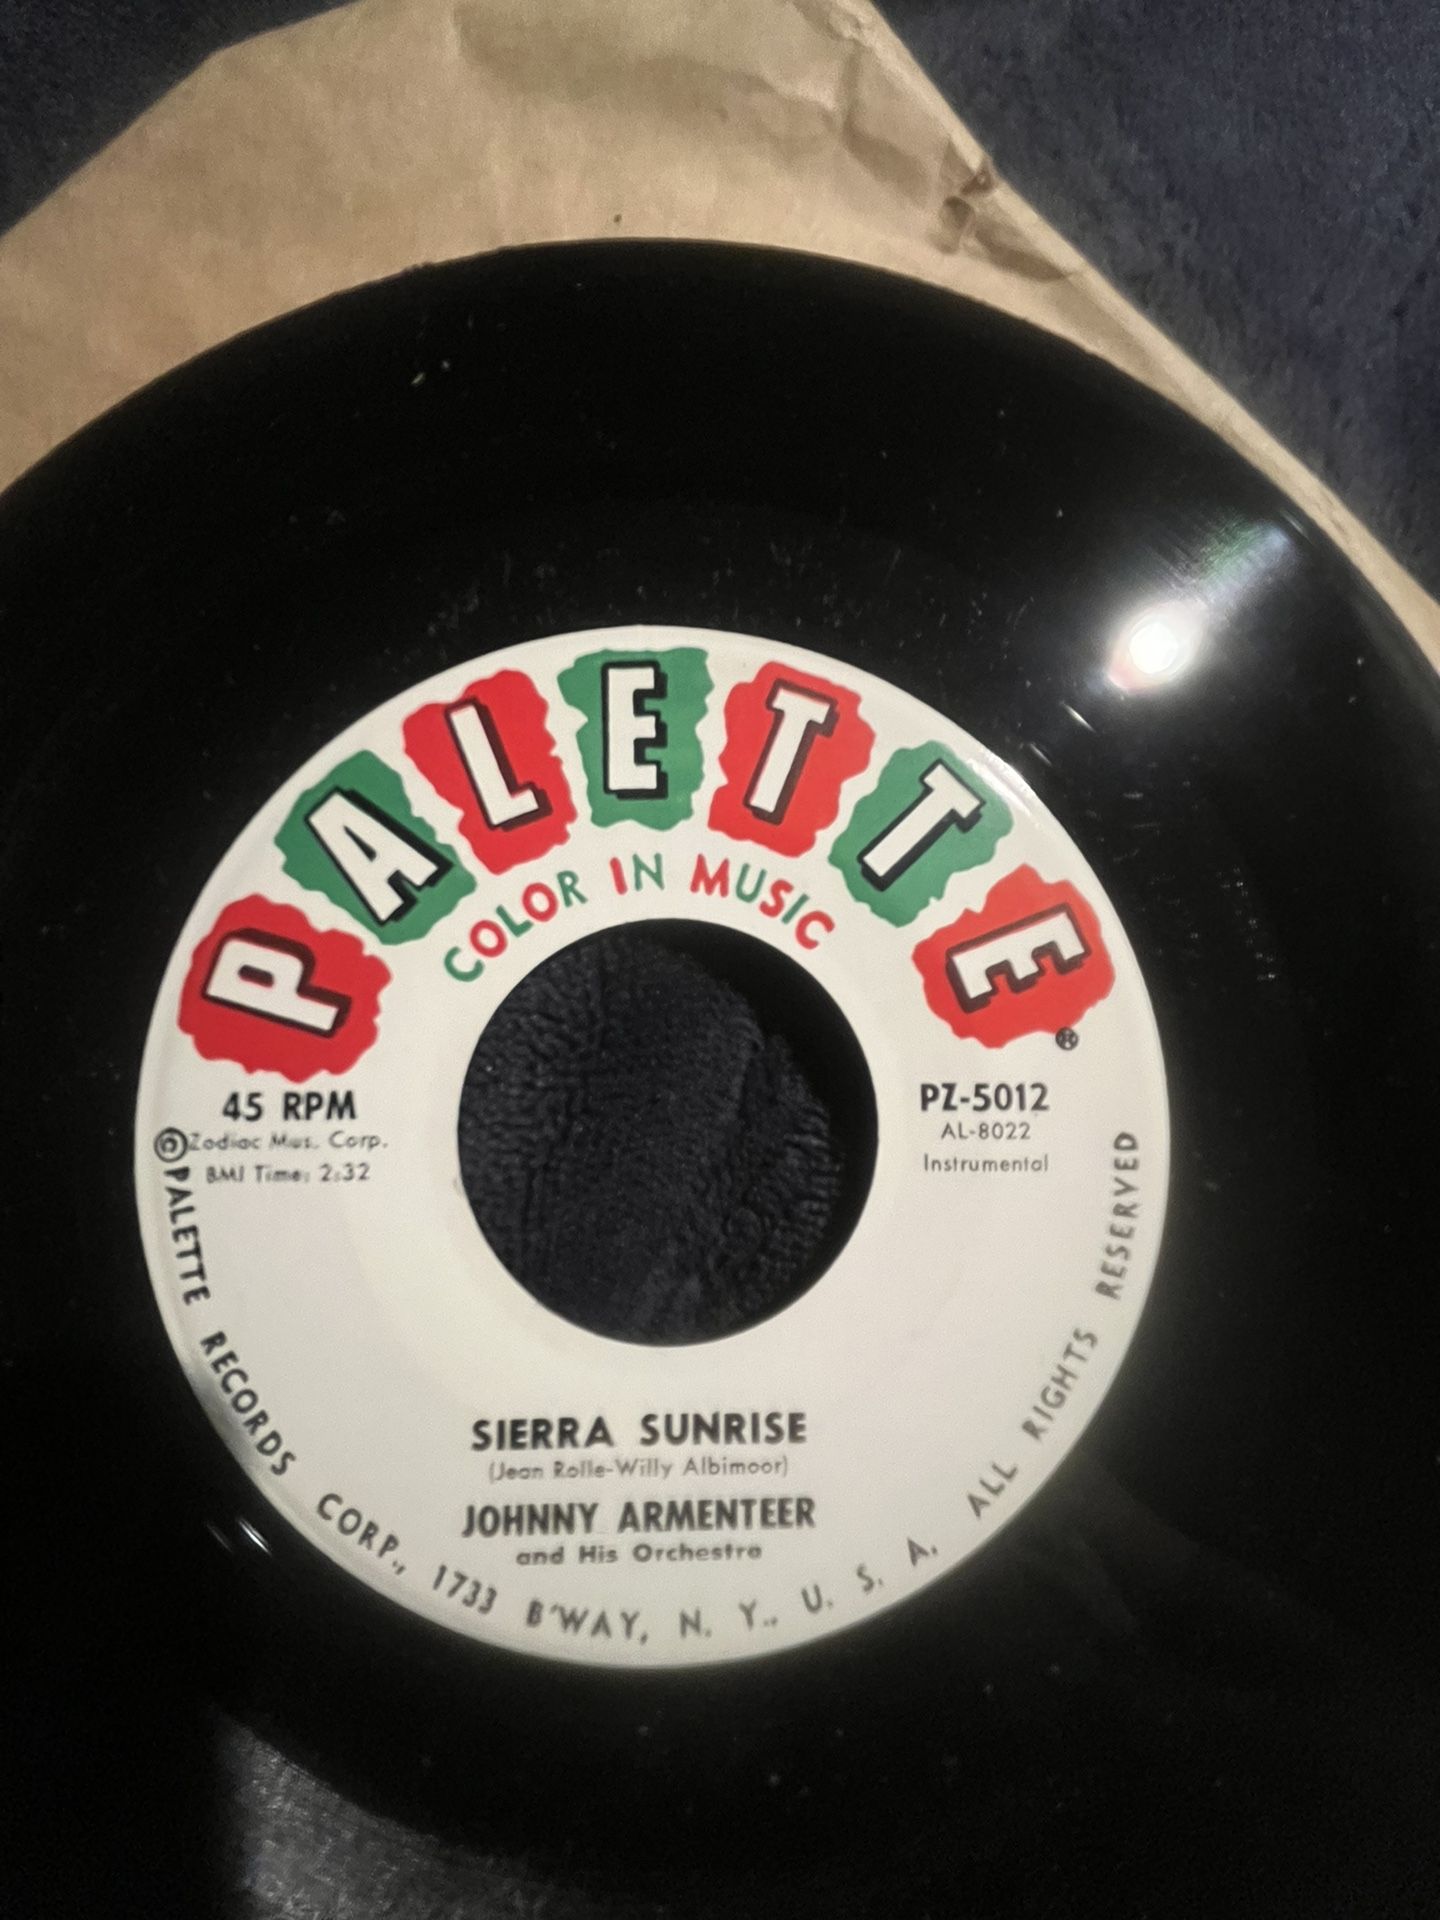 PALETTE
®
COLOR IN MUSIC
45 RPM
Zodiac Mus. Corp.
BMI Time: 2:32
PZ-5012
AL-8022
Instrumental
SIERRA SUNRISE
(Jean Rolle-Willy Albimoor)
JOHNNY ARMENTEER
and His Orchestra
© PALETTE RECORDS CORP., 1733 B'WAY, N. Y., U. S. A. ALL RIGHTS RESERVED